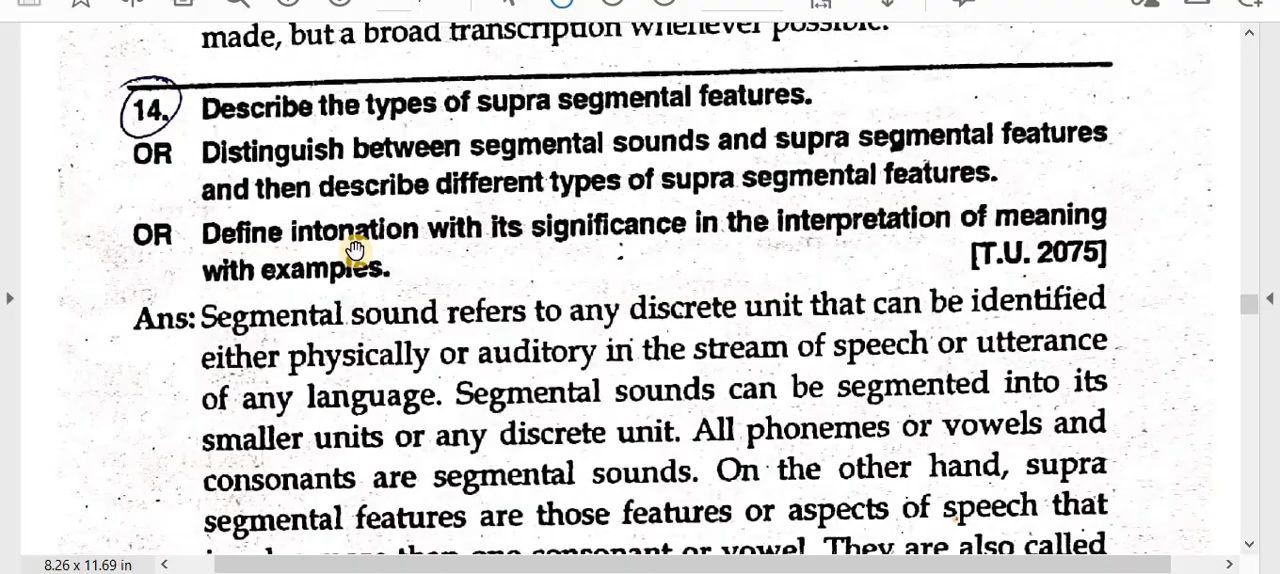 made, but a broad transcription whenever possible.
14. Describe the types of supra segmental features.
OR Distinguish between segmental sounds and supra segmental features
and then describe different types of supra segmental features.
OR Define intonation with its significance in the interpretation of meaning
with examples. [T.U. 2075]
Ans: Segmental sound refers to any discrete unit that can be identified
either physically or auditory in the stream of speech or utterance
of any language. Segmental sounds can be segmented into its
smaller units or any discrete unit. All phonemes or vowels and
consonants are segmental sounds. On the other hand, supra
segmental features are those features or aspects of speech that
more than one consonant or vowel. They are also called
8.26 x 11.69 in